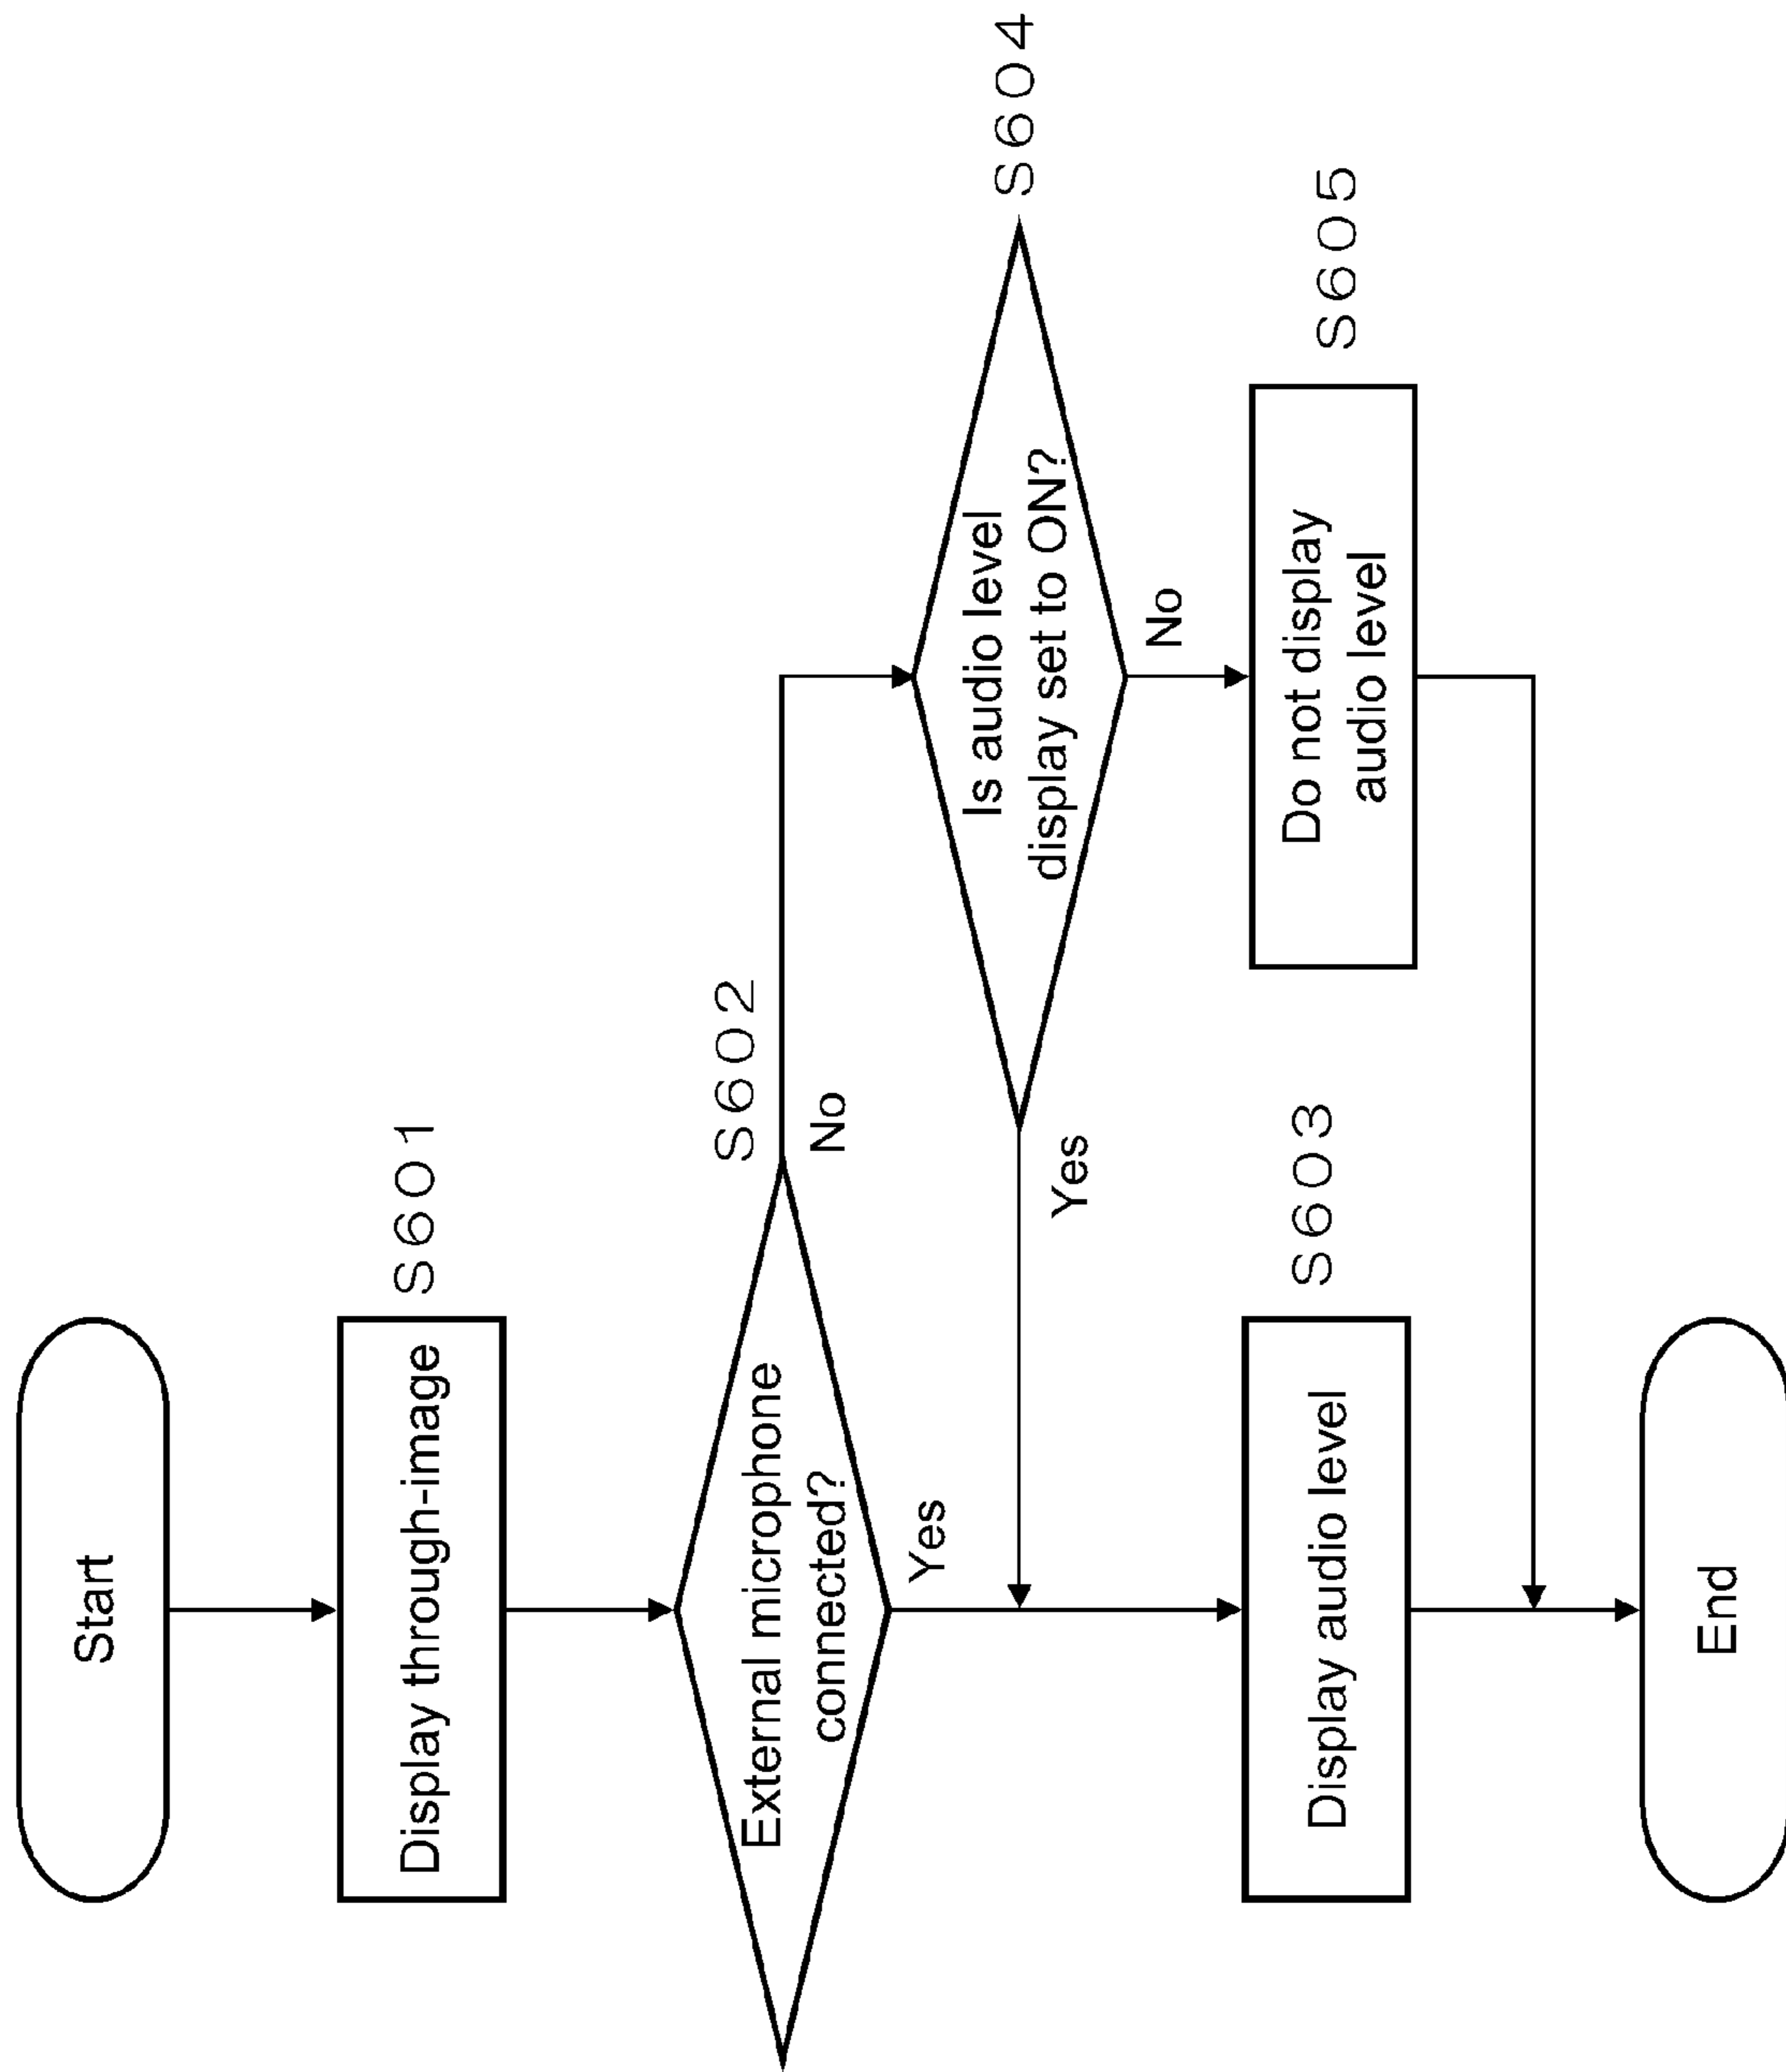 Start
Display through-image
S601
External microphone
connected?
S602
No
Yes
Is audio level
display set to ON?
S604
Yes
No
Display audio level
S603
Do not display
audio level
S605
End